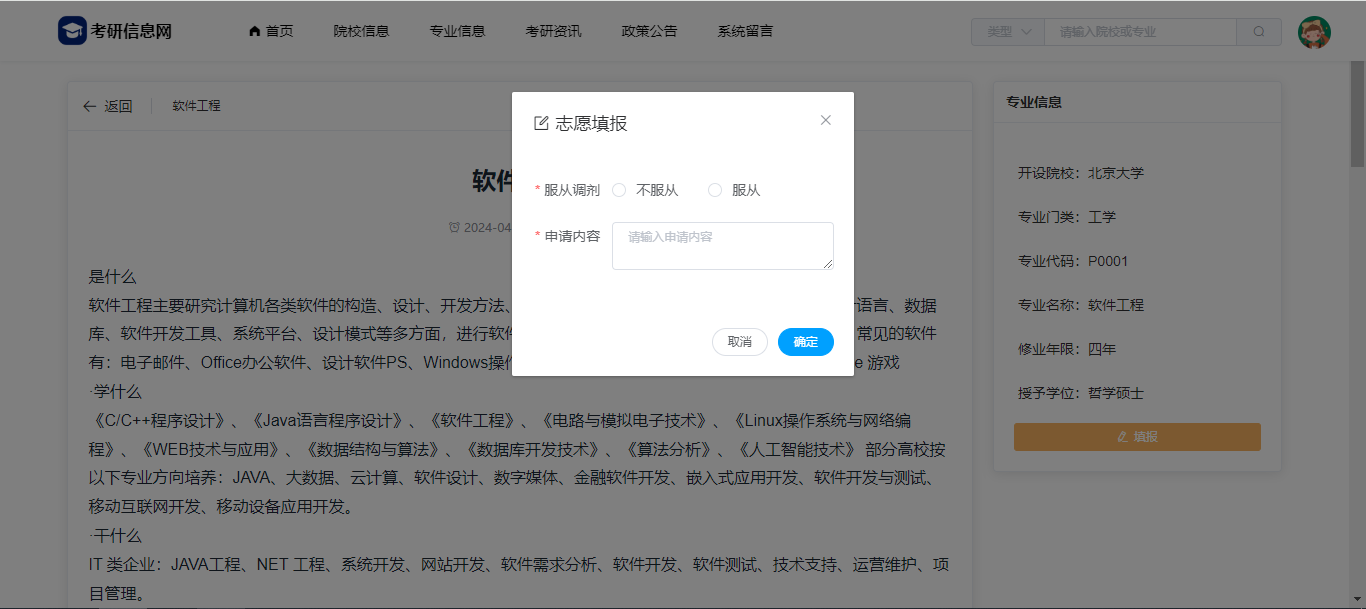 考研信息网
首页
院校信息
专业信息
考研资讯
政策公告
系统留言
类型
请输入院校或专业
返回
软件工程
软件
2024-04
是什么
软件工程主要研究计算机各类软件的构造、设计、开发方法、
语言、数据
库、软件开发工具、系统平台、设计模式等多方面，进行软件
常见的软件
有：电子邮件、Office办公软件、设计软件PS、Windows操作
e 游戏
·学什么
《C/C++程序设计》、《Java语言程序设计》、《软件工程》、《电路与模拟电子技术》、《Linux操作系统与网络编
程》、《WEB技术与应用》、《数据结构与算法》、《数据库开发技术》、《算法分析》、《人工智能技术》 部分高校按
以下专业方向培养：JAVA、大数据、云计算、软件设计、数字媒体、金融软件开发、嵌入式应用开发、软件开发与测试、
移动互联网开发、移动设备应用开发。
·干什么
IT 类企业：JAVA工程、NET 工程、系统开发、网站开发、软件需求分析、软件开发、软件测试、技术支持、运营维护、项
目管理。
志愿填报
* 服从调剂
不服从
服从
* 申请内容
请输入申请内容
取消
确定
专业信息
开设院校：北京大学
专业门类：工学
专业代码：P0001
专业名称：软件工程
修业年限：四年
授予学位：哲学硕士
填报